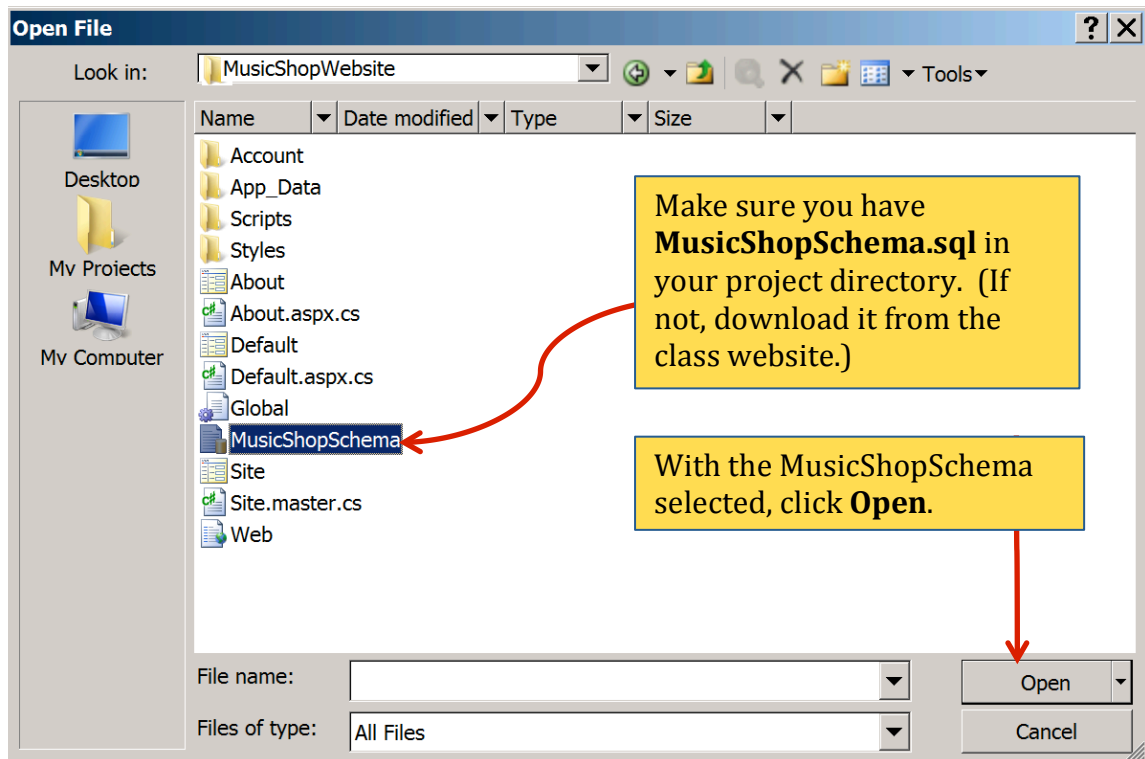 Open File
Look in:
MusicShopWebsite
Tools
Name
Date modified
Type
Size
Desktop
My Projects
My Computer
Account
App_Data
Scripts
Styles
About
About.aspx.cs
Default
Default.aspx.cs
Global
MusicShopSchema
Site
Site.master.cs
Web
Make sure you have
MusicShopSchema.sql in
your project directory. (If
not, download it from the
class website.)
With the MusicShopSchema
selected, click Open.
File name:
Open
Files of type:
All Files
Cancel